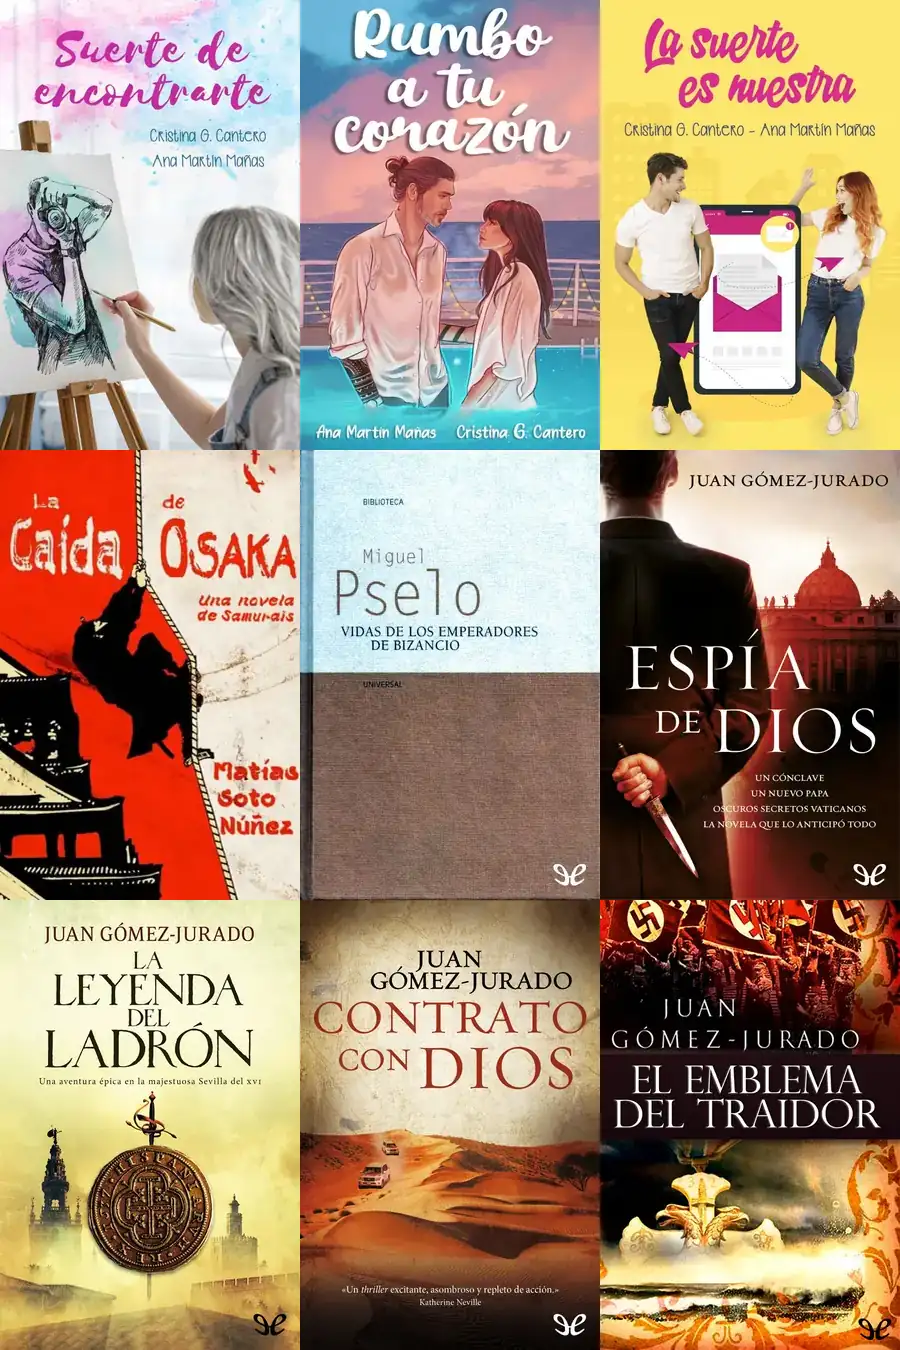 Suerte de
encontrarte
Cristina G. Cantero
Ana Martín Mañas
Rumbo
a tu
corazón
Ana Martín Mañas Cristina G. Cantero
La suerte
es nuestra
Cristina G. Cantero - Ana Martín Mañas
La de
Caída OSAKA
Una novela
de Samurais
Matías
Soto
Núñez
BIBLIOTECA
Miguel
Pselo
VIDAS DE LOS EMPERADORES
DE BIZANCIO
UNIVERSAL
JUAN GÓMEZ-JURADO
ESPÍA
DE DIOS
UN CÓNCLAVE
UN NUEVO PAPA
OSCUROS SECRETOS VATICANOS
LA NOVELA QUE LO ANTICIPÓ TODO
JUAN GÓMEZ-JURADO
LA
LEYENDA
DEL
LADRÓN
Una aventura épica en la majestuosa Sevilla del XVI
JUAN
GÓMEZ-JURADO
CONTRATO
CON DIOS
«Un thriller excitante, asombroso y repleto de acción.»
Katherine Neville
JUAN
GÓMEZ-JURADO
EL EMBLEMA
DEL TRAIDOR